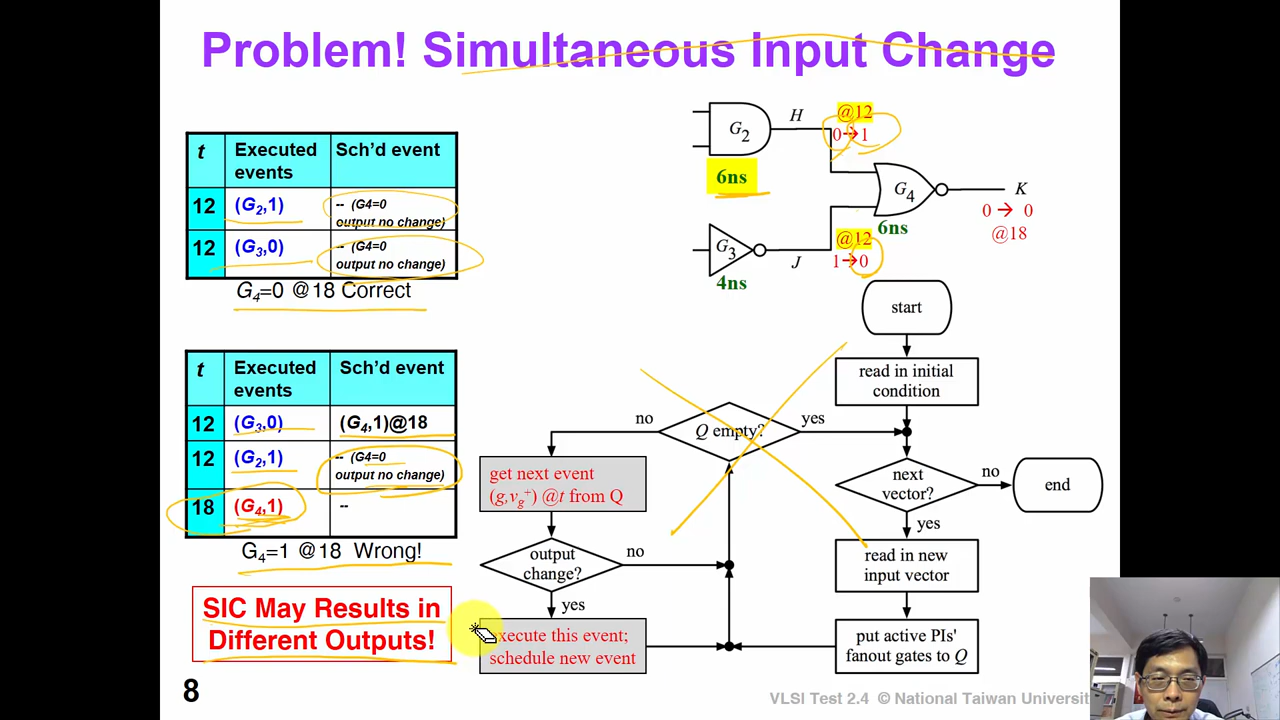 Problem! Simultaneous Input Change
t Executed events Sch'd event
12 (G2,1) -- (G4=0 output no change)
12 (G3,0) -- (G4=0 output no change)
G4=0 @18 Correct
t Executed events Sch'd event
12 (G3,0) (G4,1)@18
12 (G2,1) -- (G4=0 output no change)
18 (G4,1) --
G4=1 @18 Wrong!
SIC May Results in
Different Outputs!
8
G2
6ns
H
@12
0→1
G4
6ns
K
0 → 0
@18
G3
4ns
J
@12
1→0
start
read in initial
condition
no
Q empty?
yes
get next event
(g,vg+) @t from Q
next
vector?
no
end
yes
output
change?
no
read in new
input vector
yes
execute this event;
schedule new event
put active PIs'
fanout gates to Q
VLSI Test 2.4 © National Taiwan